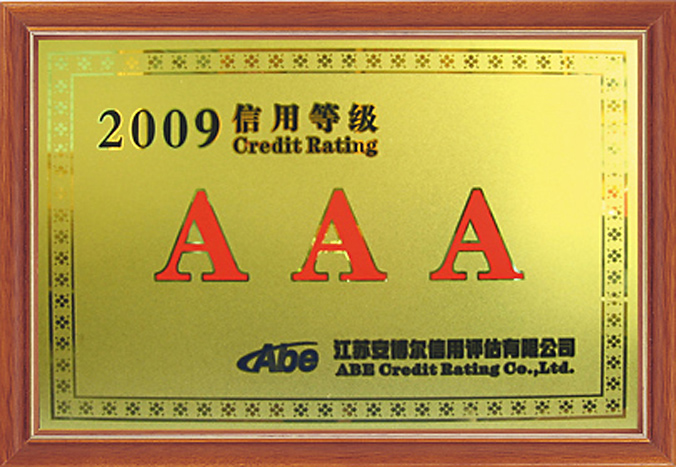 2009 信用等级
Credit Rating
A A A
Abe 江苏安博尔信用评估有限公司
ABE Credit Rating Co.,Ltd.